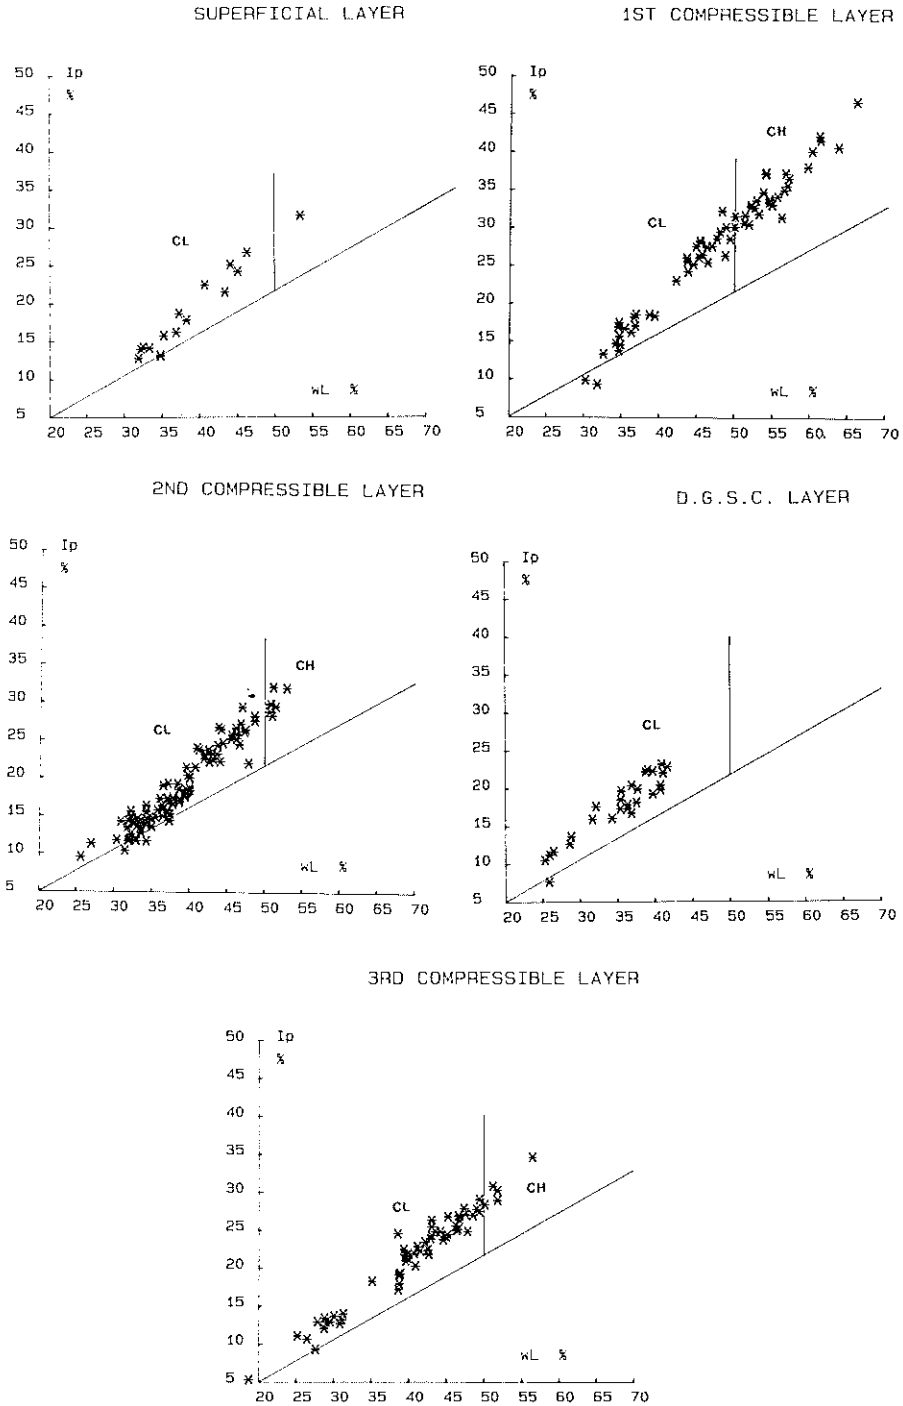 SUPERFICIAL LAYER
50 Ip
%
45
40
35
30
CL
25
20
15
10
WL %
5
20 25 30 35 40 45 50 55 60 65 70
1ST COMPRESSIBLE LAYER
50 Ip
%
45
CH
40
35
CL
30
25
20
15
10
WL %
5
20 25 30 35 40 45 50 55 60. 65 70
2ND COMPRESSIBLE LAYER
50 Ip
%
45
40
35
CH
30
CL
25
20
15
10
WL %
5
20 25 30 35 40 45 50 55 60 65 70
D.G.S.C. LAYER
50 Ip
%
45
40
35
30
CL
25
20
15
10
WL %
5
20 25 30 35 40 45 50 55 60 65 70
3RD COMPRESSIBLE LAYER
50 Ip
%
45
40
35
30
CH
CL
25
20
15
10
WL %
5
20 25 30 35 40 45 50 55 60 65 70